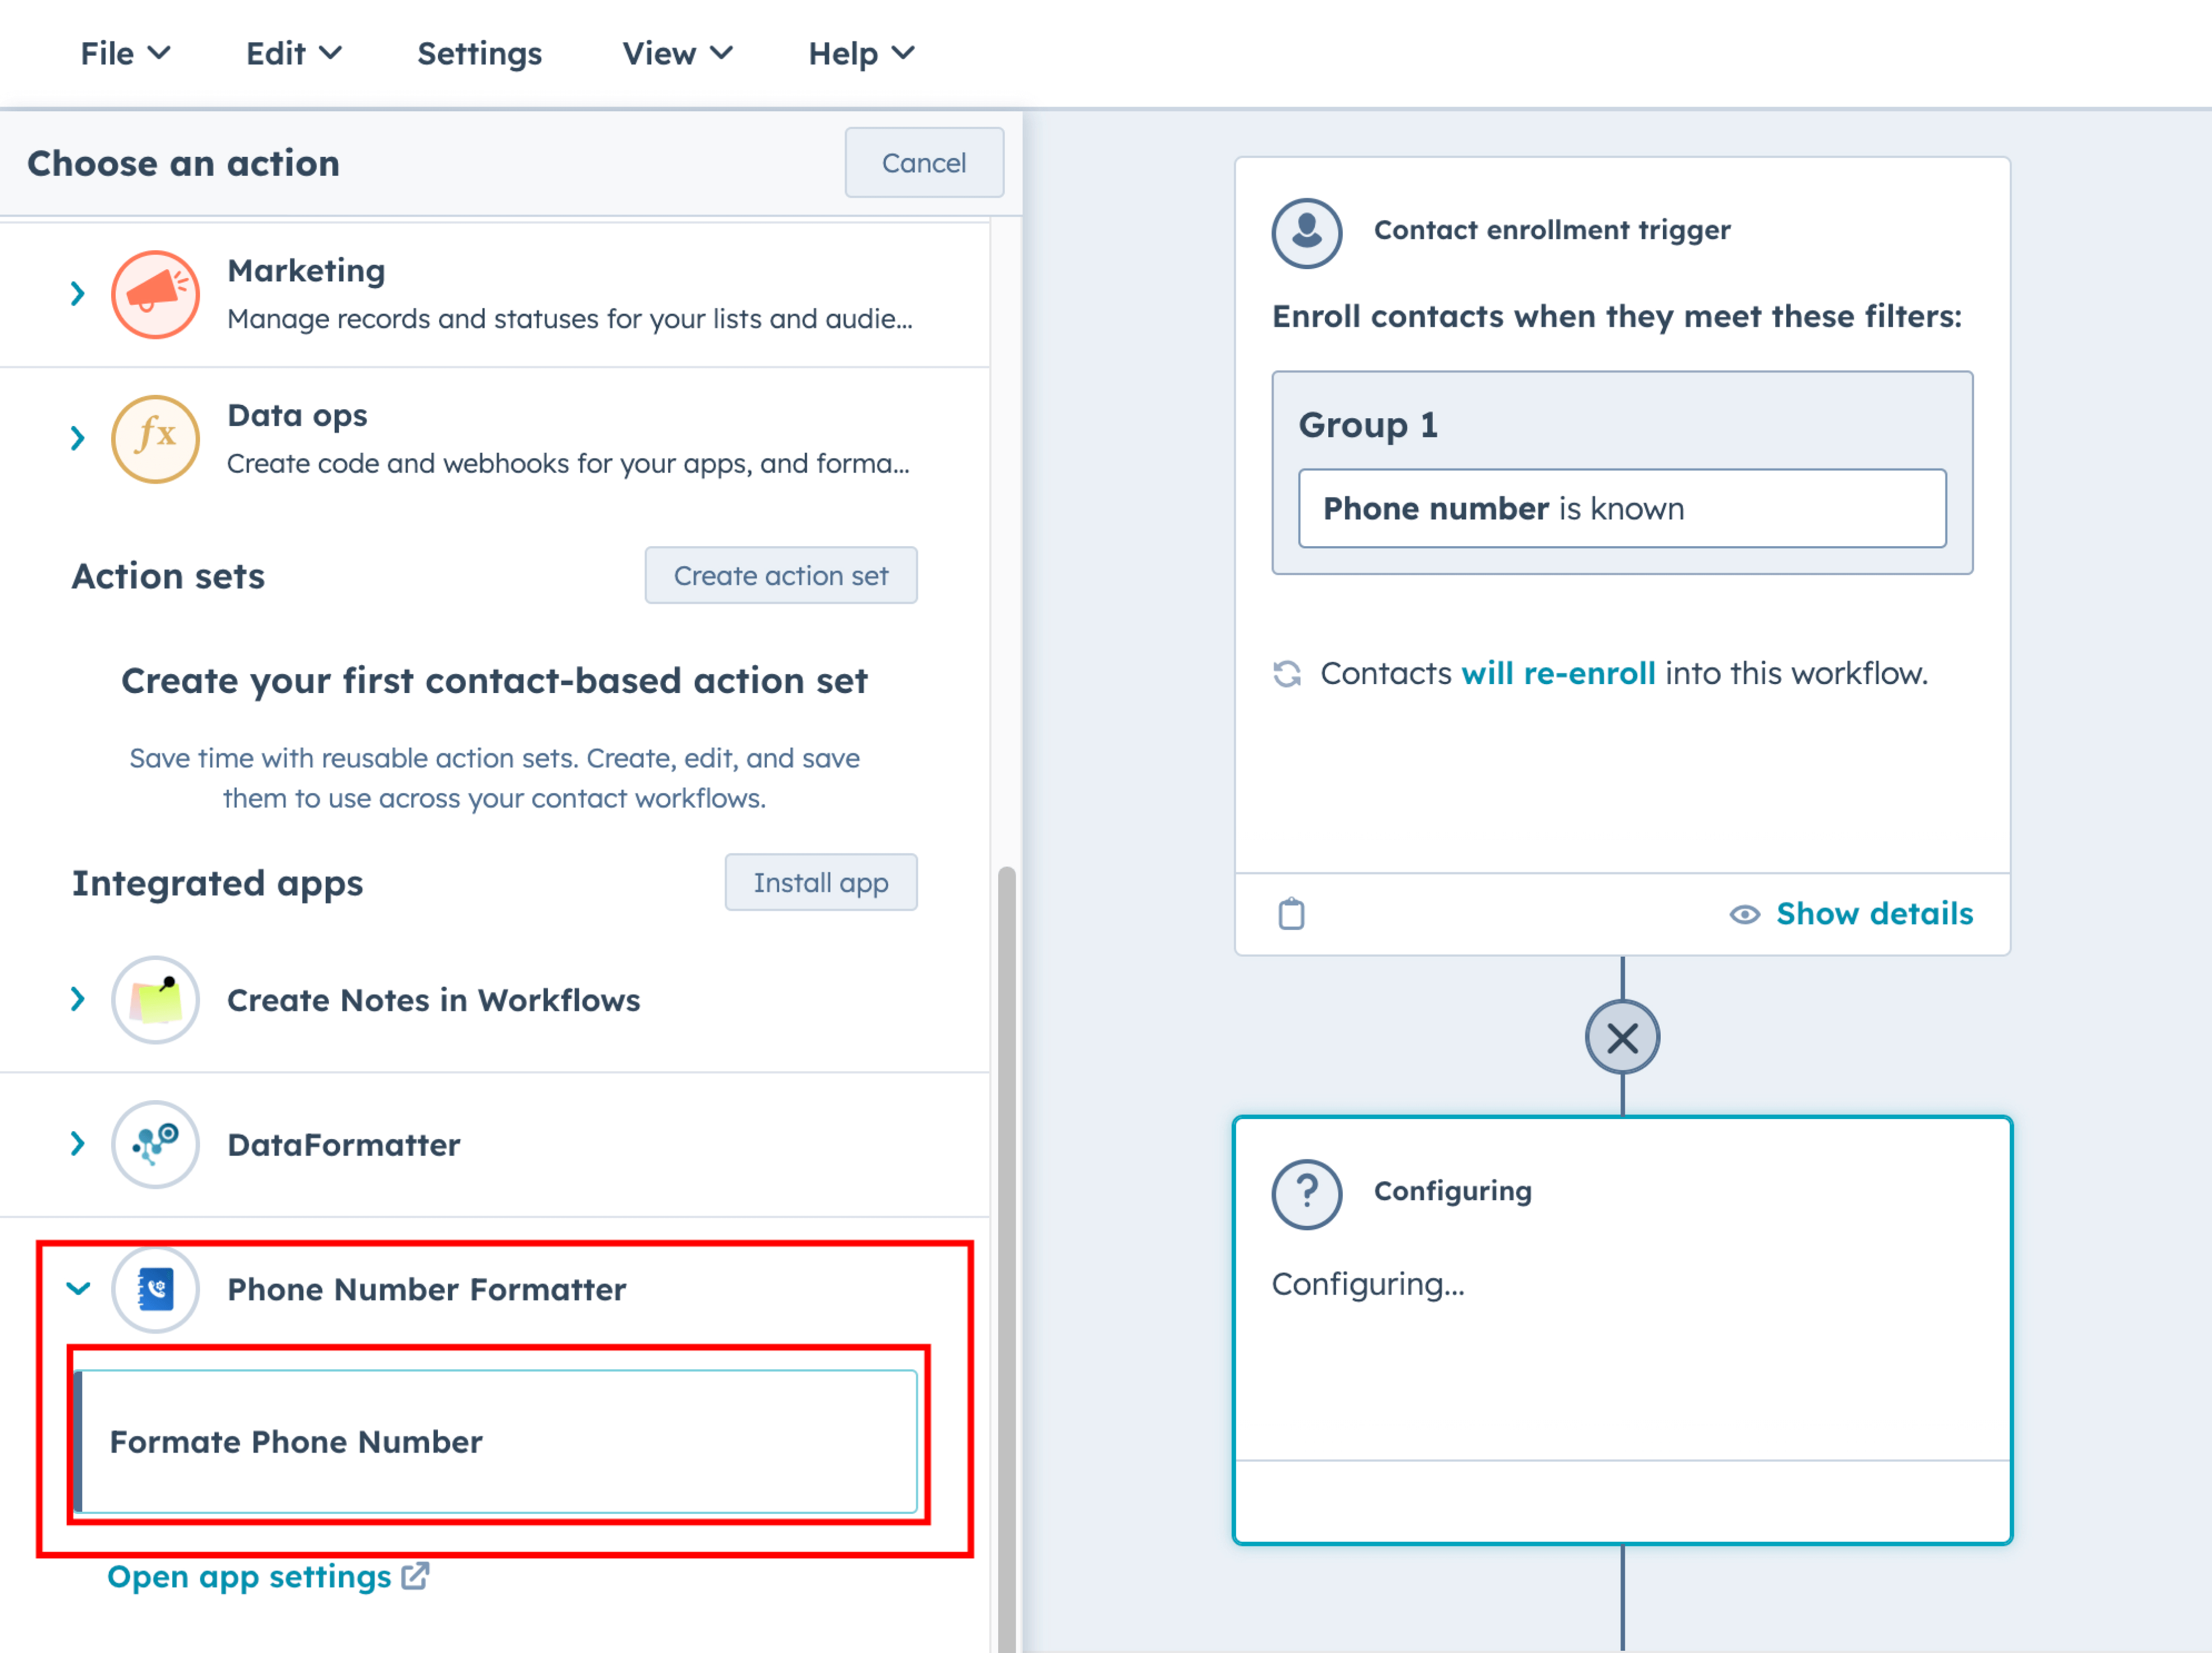 File
Edit
Settings
View
Help
Choose an action
Cancel
Marketing
Manage records and statuses for your lists and audie...
fx
Data ops
Create code and webhooks for your apps, and forma...
Action sets
Create action set
Create your first contact-based action set
Save time with reusable action sets. Create, edit, and save
them to use across your contact workflows.
Integrated apps
Install app
Create Notes in Workflows
DataFormatter
Phone Number Formatter
Formate Phone Number
Open app settings
Contact enrollment trigger
Enroll contacts when they meet these filters:
Group 1
Phone number is known
Contacts will re-enroll into this workflow.
Show details
?
Configuring
Configuring...